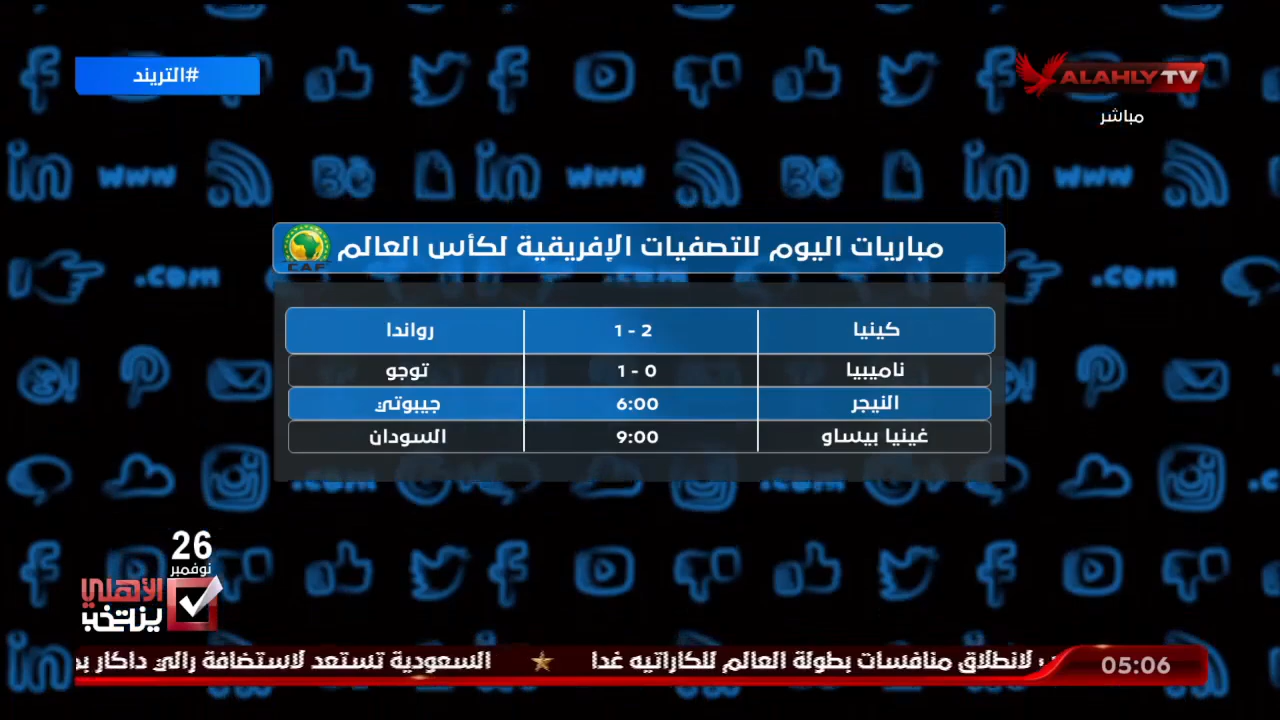 #التريند
ALAHLY TV
مباشر
مباريات اليوم للتصفيات الإفريقية لكأس العالم
CAF
كينيا 1 - 2 رواندا
ناميبيا 1 - 0 توجو
النيجر 6:00 جيبوتي
غينيا بيساو 9:00 السودان
26
نوفمبر
الأهلي
ينتخب
لانطلاق منافسات بطولة العالم للكاراتيه غدا ★ السعودية تستعد لاستضافة رالي داكار
05:06